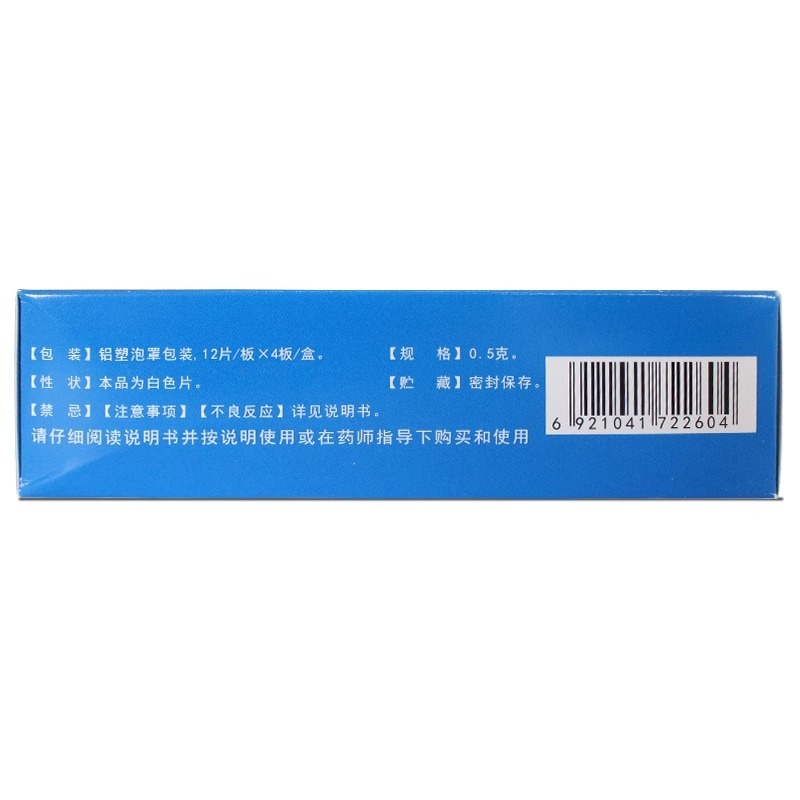 【包 装】铝塑泡罩包装,12片/板×4板/盒。 【规 格】0.5克。
【性 状】本品为白色片。 【贮 藏】密封保存。
【禁 忌】【注意事项】【不良反应】详见说明书。
请仔细阅读说明书并按说明使用或在药师指导下购买和使用
6 921041 722604